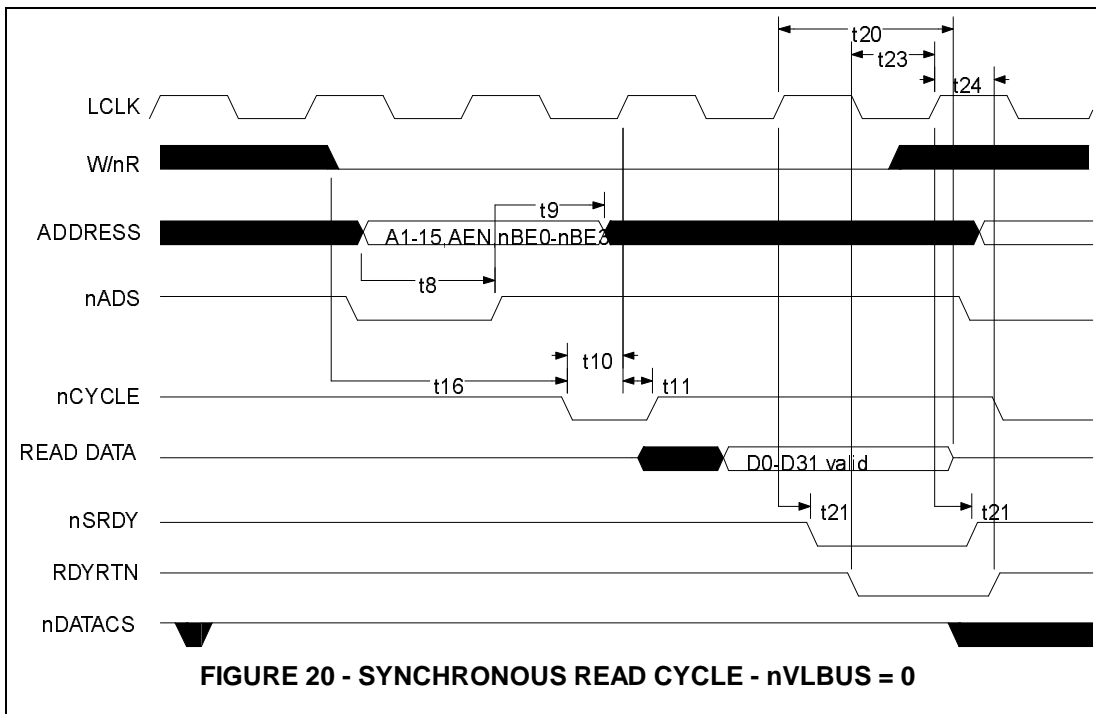 t20
t23
LCLK
t24
W/nR
t9
ADDRESS
A1-15,AEN,nBE0-nBE3
t8
nADS
t10
t16
t11
nCYCLE
READ DATA
D0-D31 valid
nSRDY
t21
t21
RDYRTN
nDATACS
FIGURE 20 - SYNCHRONOUS READ CYCLE - nVLBUS = 0